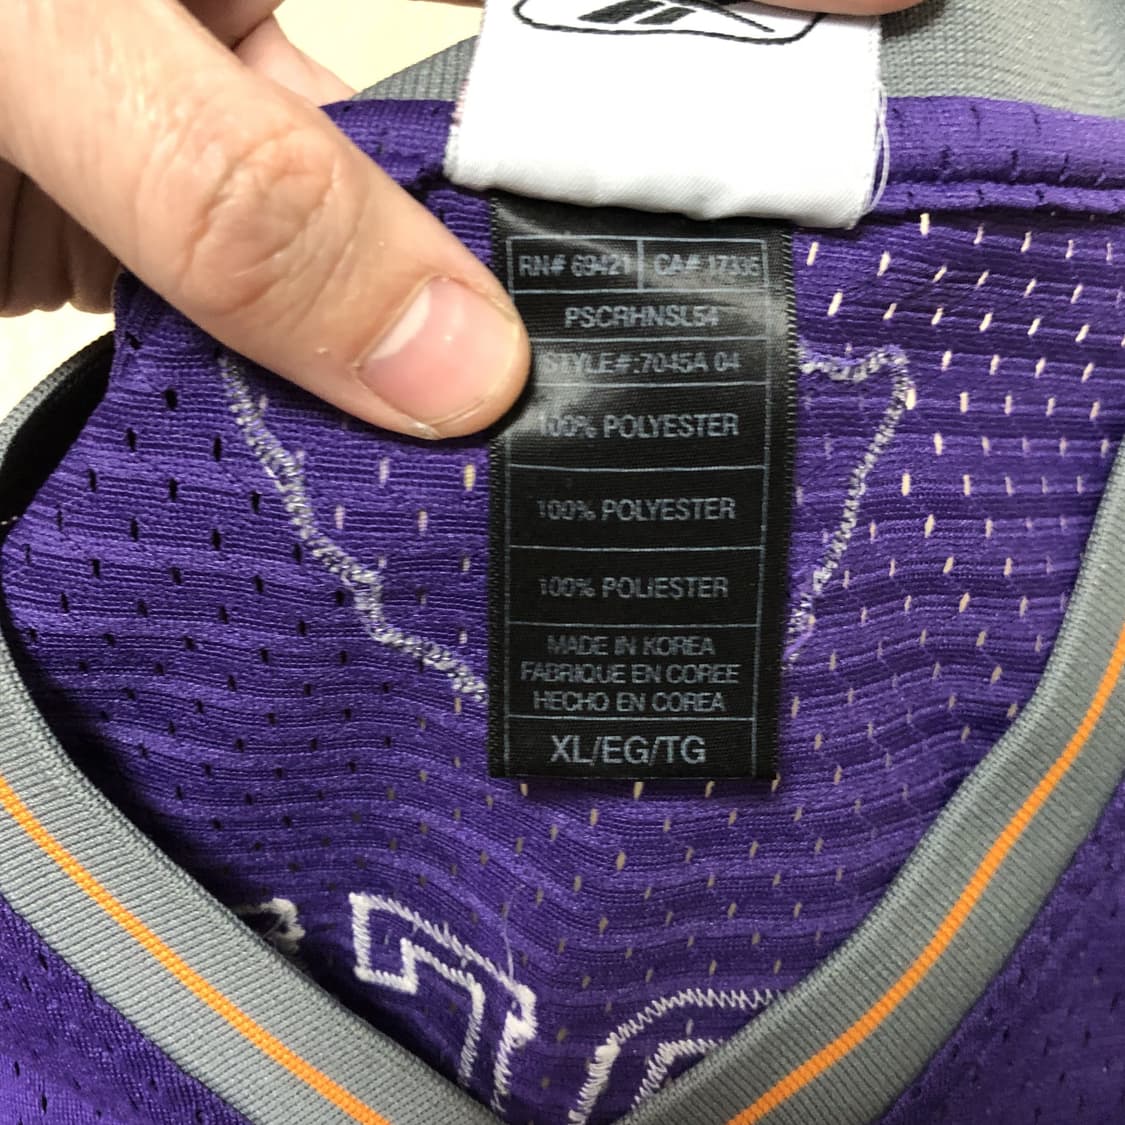 RN# 69421 CA# 17335
PSCRHNSL54
STYLE#:7045A 04
100% POLYESTER
100% POLYESTER
100% POLIESTER
MADE IN KOREA
FABRIQUE EN COREE
HECHO EN COREA
XL/EG/TG